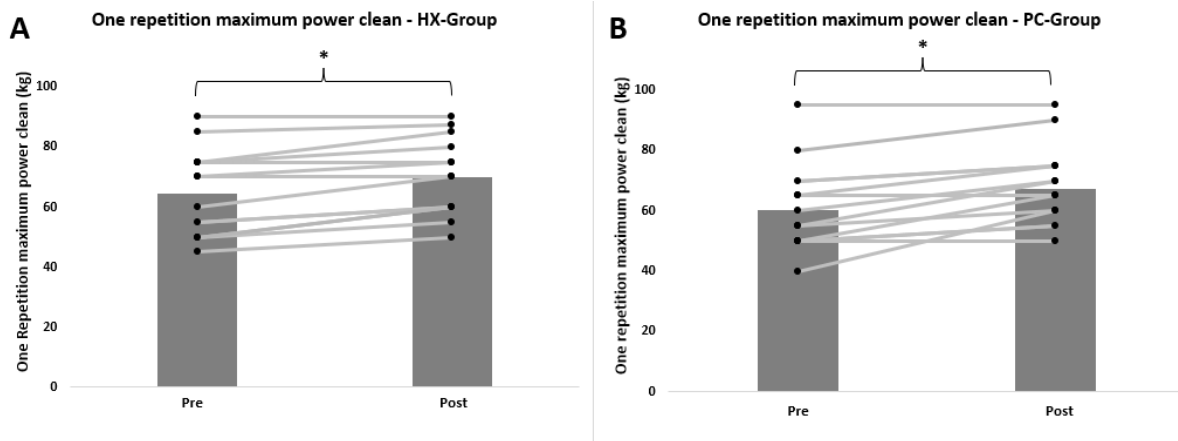 A
One repetition maximum power clean - HX-Group
*
One Repetition maximum power clean (kg)
100
80
60
40
20
0
Pre
Post
B
One repetition maximum power clean - PC-Group
*
One repetition maximum power clean (kg)
100
80
60
40
20
0
Pre
Post